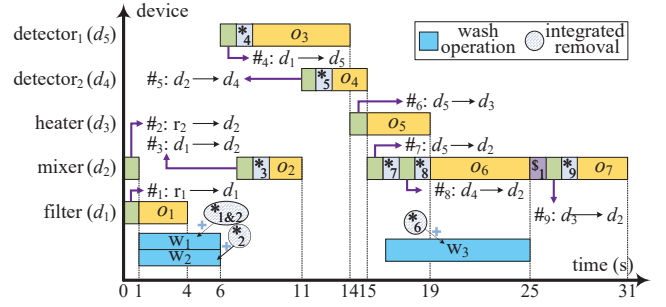 device
wash operation
integrated removal
detector₁ (d₅)
*₄
o₃
#₄: d₁ → d₅
detector₂ (d₄)
#₅: d₂ → d₄
*₅
o₄
#₆: d₅ → d₃
heater (d₃)
#₂: r₂ → d₂
#₃: d₁ → d₂
o₅
#₇: d₅ → d₂
mixer (d₂)
*₃
o₂
*₇
*₈
o₆
$₁
*₉
o₇
#₁: r₁ → d₁
#₈: d₄ → d₂
#₉: d₃ → d₂
filter (d₁)
o₁
*₁&₂
+
*₆
+
w₁
+
*₂
w₂
w₃
time (s)
0 1 4 6 11 14 15 19 25 31